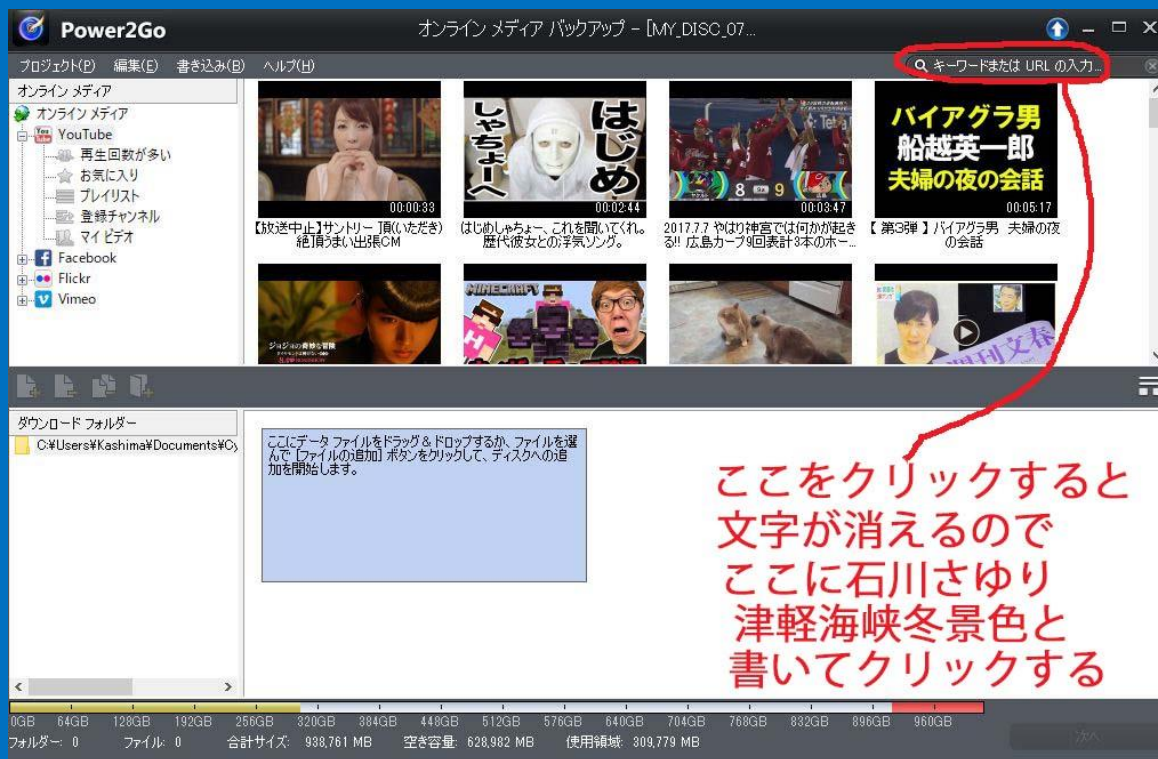 Power2Go
オンライン メディア バックアップ - [MY_DISC_07...
プロジェクト(P) 編集(E) 書き込み(B) ヘルプ(H)
キーワードまたは URL の入力...
オンライン メディア
オンライン メディア
YouTube
再生回数が多い
お気に入り
プレイリスト
登録チャンネル
マイ ビデオ
Facebook
Flickr
Vimeo
00:00:33
【放送中止】サントリー 頂(いただき)
絶頂うまい出張CM
はじめ
しゃちょーへ
00:02:44
はじめしゃちょー、これを聞いてくれ。
歴代彼女との浮気ソング。
8 9 9
00:03:47
2017.7.7 やはり神宮では何かが起き
る!! 広島カープ9回表計3本のホー...
バイアグラ男
船越英一郎
夫婦の夜の会話
00:05:17
【 第3弾 】バイアグラ男 夫婦の夜
の会話
ジョジョの奇妙な冒険
MINECRAFT
週刊文春
ダウンロード フォルダー
C:¥Users¥Kashima¥Documents¥Cy
ここにデータ ファイルをドラッグ & ドロップするか、ファイルを選
んで [ファイルの追加] ボタンをクリックして、ディスクへの追
加を開始します。
ここをクリックすると
文字が消えるので
ここに石川さゆり
津軽海峡冬景色と
書いてクリックする
0GB 64GB 128GB 192GB 256GB 320GB 384GB 448GB 512GB 576GB 640GB 704GB 768GB 832GB 896GB 960GB
フォルダー: 0 ファイル: 0 合計サイズ: 938,761 MB 空き容量: 628,982 MB 使用領域: 309,779 MB
次へ